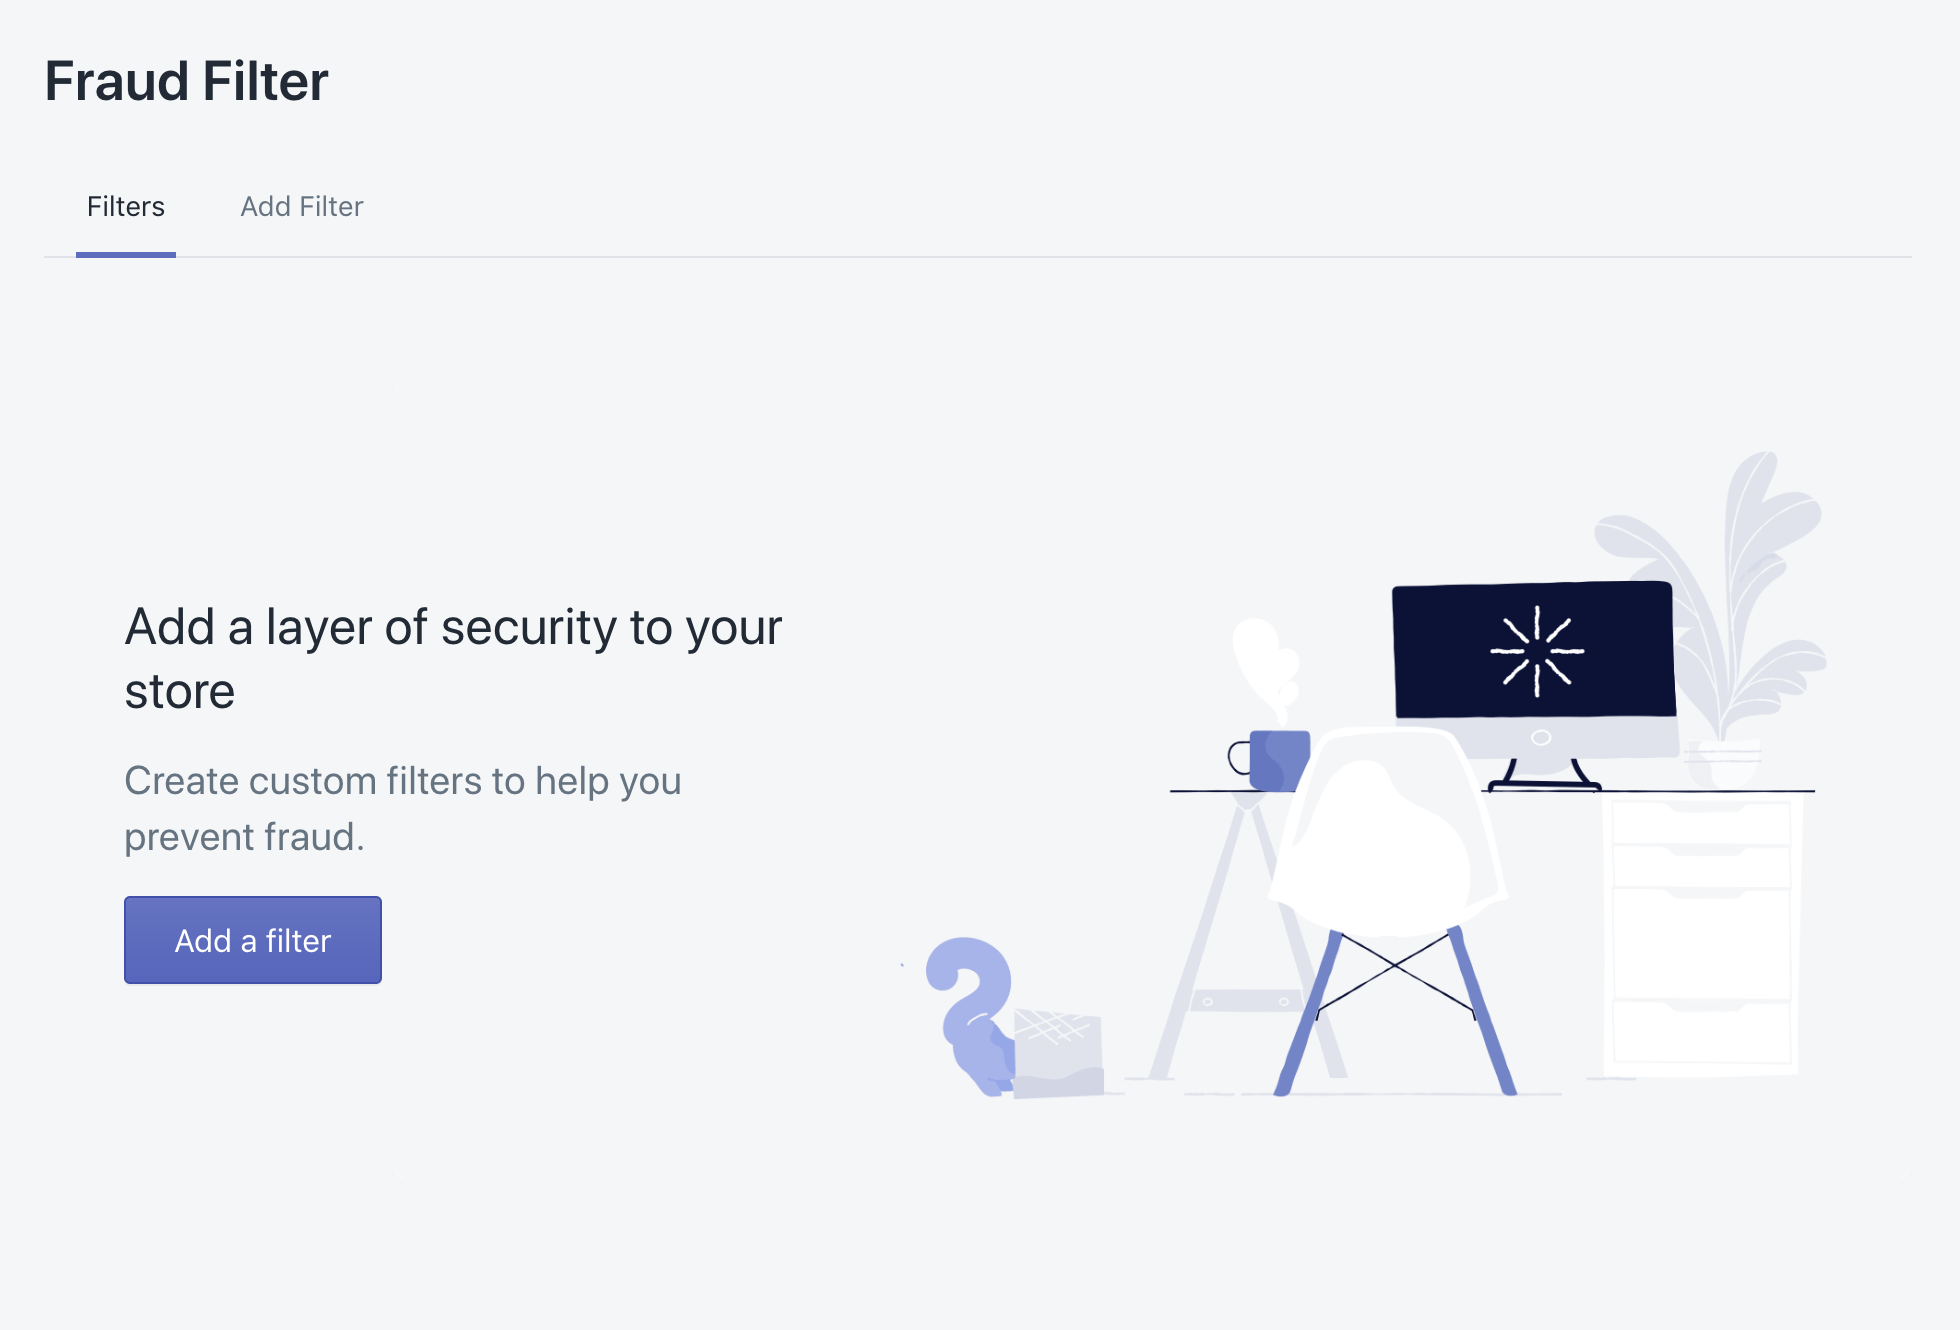 Fraud Filter
Filters
Add Filter
Add a layer of security to your
store
Create custom filters to help you
prevent fraud.
Add a filter